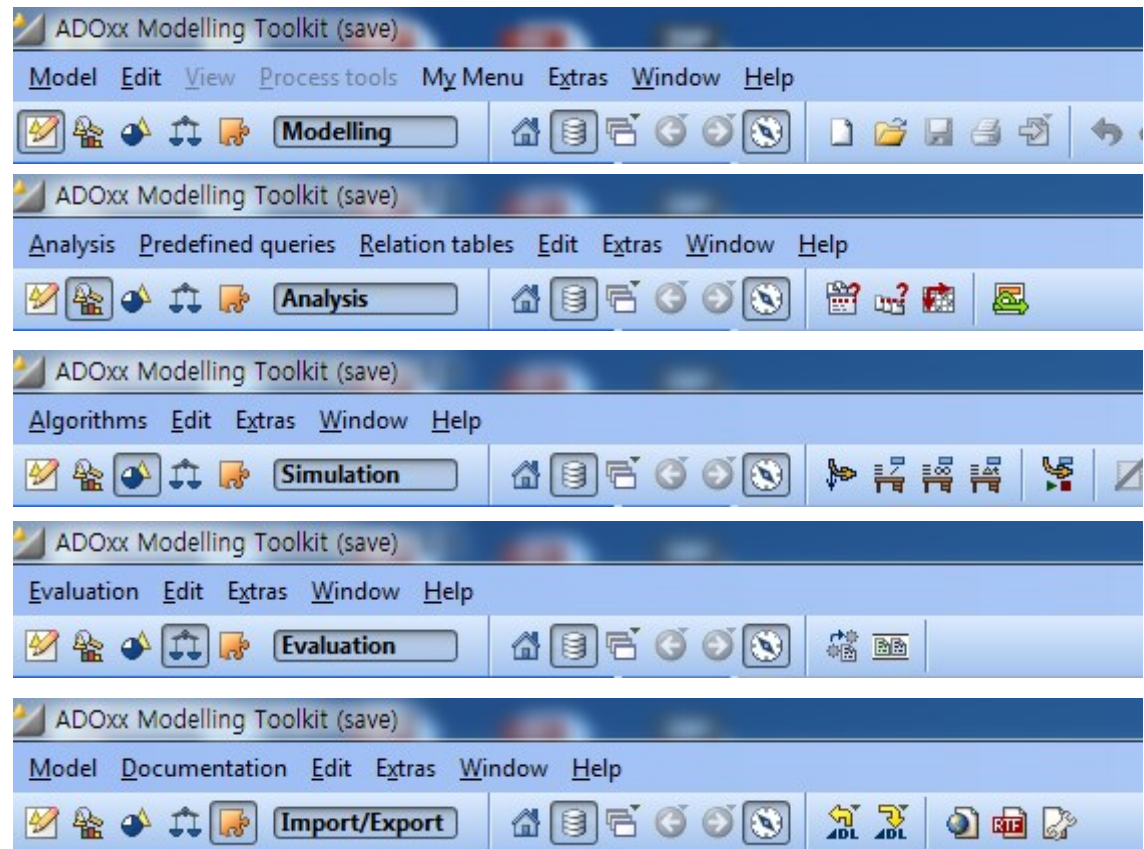 ADOxx Modelling Toolkit (save)
Model Edit View Process tools My Menu Extras Window Help
Modelling
ADOxx Modelling Toolkit (save)
Analysis Predefined queries Relation tables Edit Extras Window Help
Analysis
ADOxx Modelling Toolkit (save)
Algorithms Edit Extras Window Help
Simulation
ADOxx Modelling Toolkit (save)
Evaluation Edit Extras Window Help
Evaluation
ADOxx Modelling Toolkit (save)
Model Documentation Edit Extras Window Help
Import/Export ADL ADL RTF